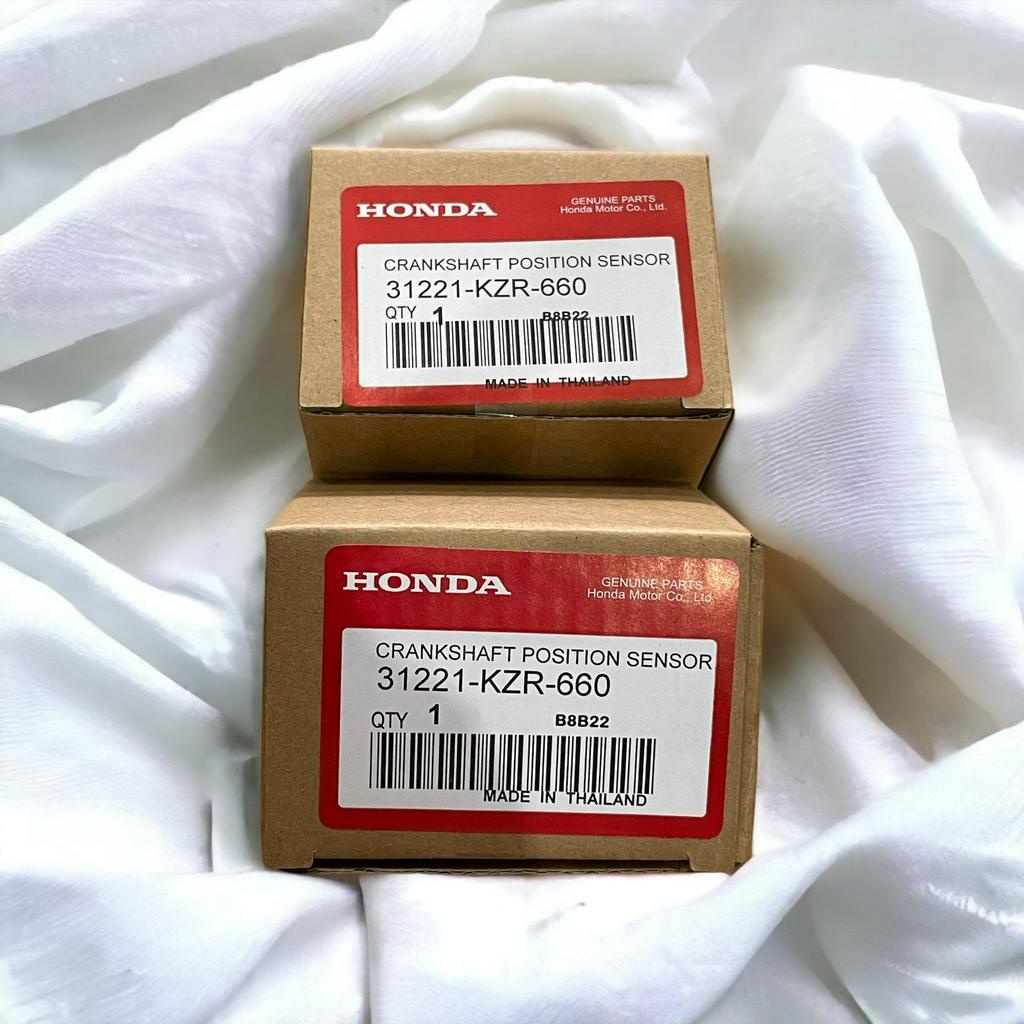 HONDA
GENUINE PARTS
Honda Motor Co., Ltd.
CRANKSHAFT POSITION SENSOR
31221-KZR-660
QTY 1 B8B22
MADE IN THAILAND
HONDA
GENUINE PARTS
Honda Motor Co., Ltd.
CRANKSHAFT POSITION SENSOR
31221-KZR-660
QTY 1 B8B22
MADE IN THAILAND